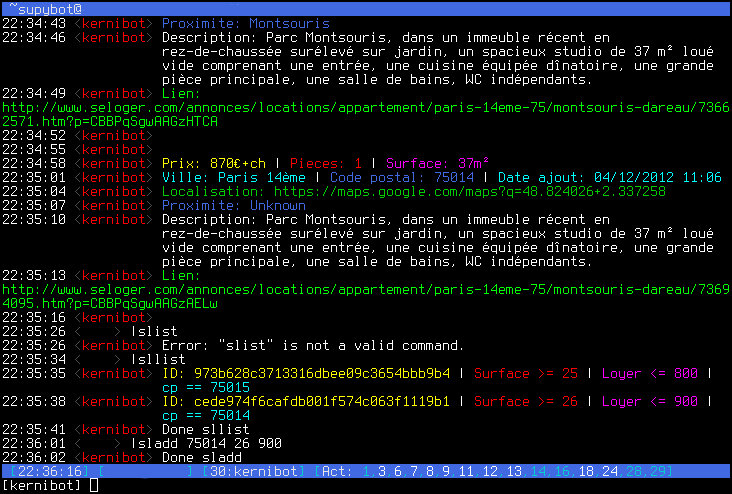 ~supybot@
22:34:43 <kernibot> Proximite: Montsouris
22:34:46 <kernibot> Description: Parc Montsouris, dans un immeuble récent en
rez-de-chaussée surélevé sur jardin, un spacieux studio de 37 m² loué
vide comprenant une entrée, une cuisine équipée dînatoire, une grande
pièce principale, une salle de bains, WC indépendants.
22:34:49 <kernibot> Lien:
http://www.seloger.com/annonces/locations/appartement/paris-14eme-75/montsouris-dareau/7366
2571.htm?p=CBBPqSgwAAGzHTCA
22:34:52 <kernibot>
22:34:55 <kernibot>
22:34:58 <kernibot> Prix: 870€+ch | Pieces: 1 | Surface: 37m²
22:35:01 <kernibot> Ville: Paris 14ème | Code postal: 75014 | Date ajout: 04/12/2012 11:06
22:35:04 <kernibot> Localisation: https://maps.google.com/maps?q=48.824026+2.337258
22:35:07 <kernibot> Proximite: Unknown
22:35:10 <kernibot> Description: Parc Montsouris, dans un immeuble récent en
rez-de-chaussée surélevé sur jardin, un spacieux studio de 37 m² loué
vide comprenant une entrée, une cuisine équipée dînatoire, une grande
pièce principale, une salle de bains, WC indépendants.
22:35:13 <kernibot> Lien:
http://www.seloger.com/annonces/locations/appartement/paris-14eme-75/montsouris-dareau/7369
4095.htm?p=CBBPqSgwAAGzAELw
22:35:16 <kernibot>
22:35:26 < > !slist
22:35:26 <kernibot> Error: "slist" is not a valid command.
22:35:34 < > !sllist
22:35:35 <kernibot> ID: 973b628c3713316dbee09c3654bbb9b4 | Surface >= 25 | Loyer <= 800 |
cp == 75015
22:35:38 <kernibot> ID: cede974f6cafdb001f574c063f1119b1 | Surface >= 26 | Loyer <= 900 |
cp == 75014
22:35:41 <kernibot> Done sllist
22:36:01 < > !sladd 75014 26 900
22:36:02 <kernibot> Done sladd
[22:36:16] [ ] [30:kernibot] [Act: 1,3,6,7,8,9,11,12,13,14,16,18,24,28,29]
[kernibot]